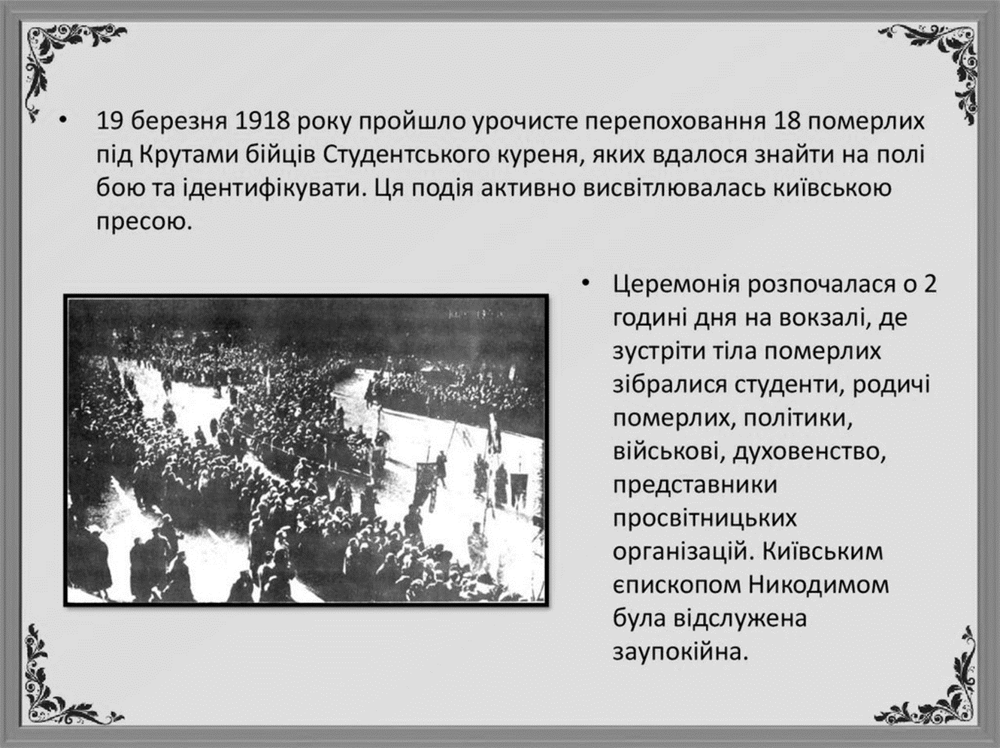 • 19 березня 1918 року пройшло урочисте перепоховання 18 померлих
під Крутами бійців Студентського куреня, яких вдалося знайти на полі
бою та ідентифікувати. Ця подія активно висвітлювалась київською
пресою.
• Церемонія розпочалася о 2
годині дня на вокзалі, де
зустріти тіла померлих
зібралися студенти, родичі
померлих, політики,
військові, духовенство,
представники
просвітницьких
організацій. Київським
єпископом Никодимом
була відслужена
заупокійна.